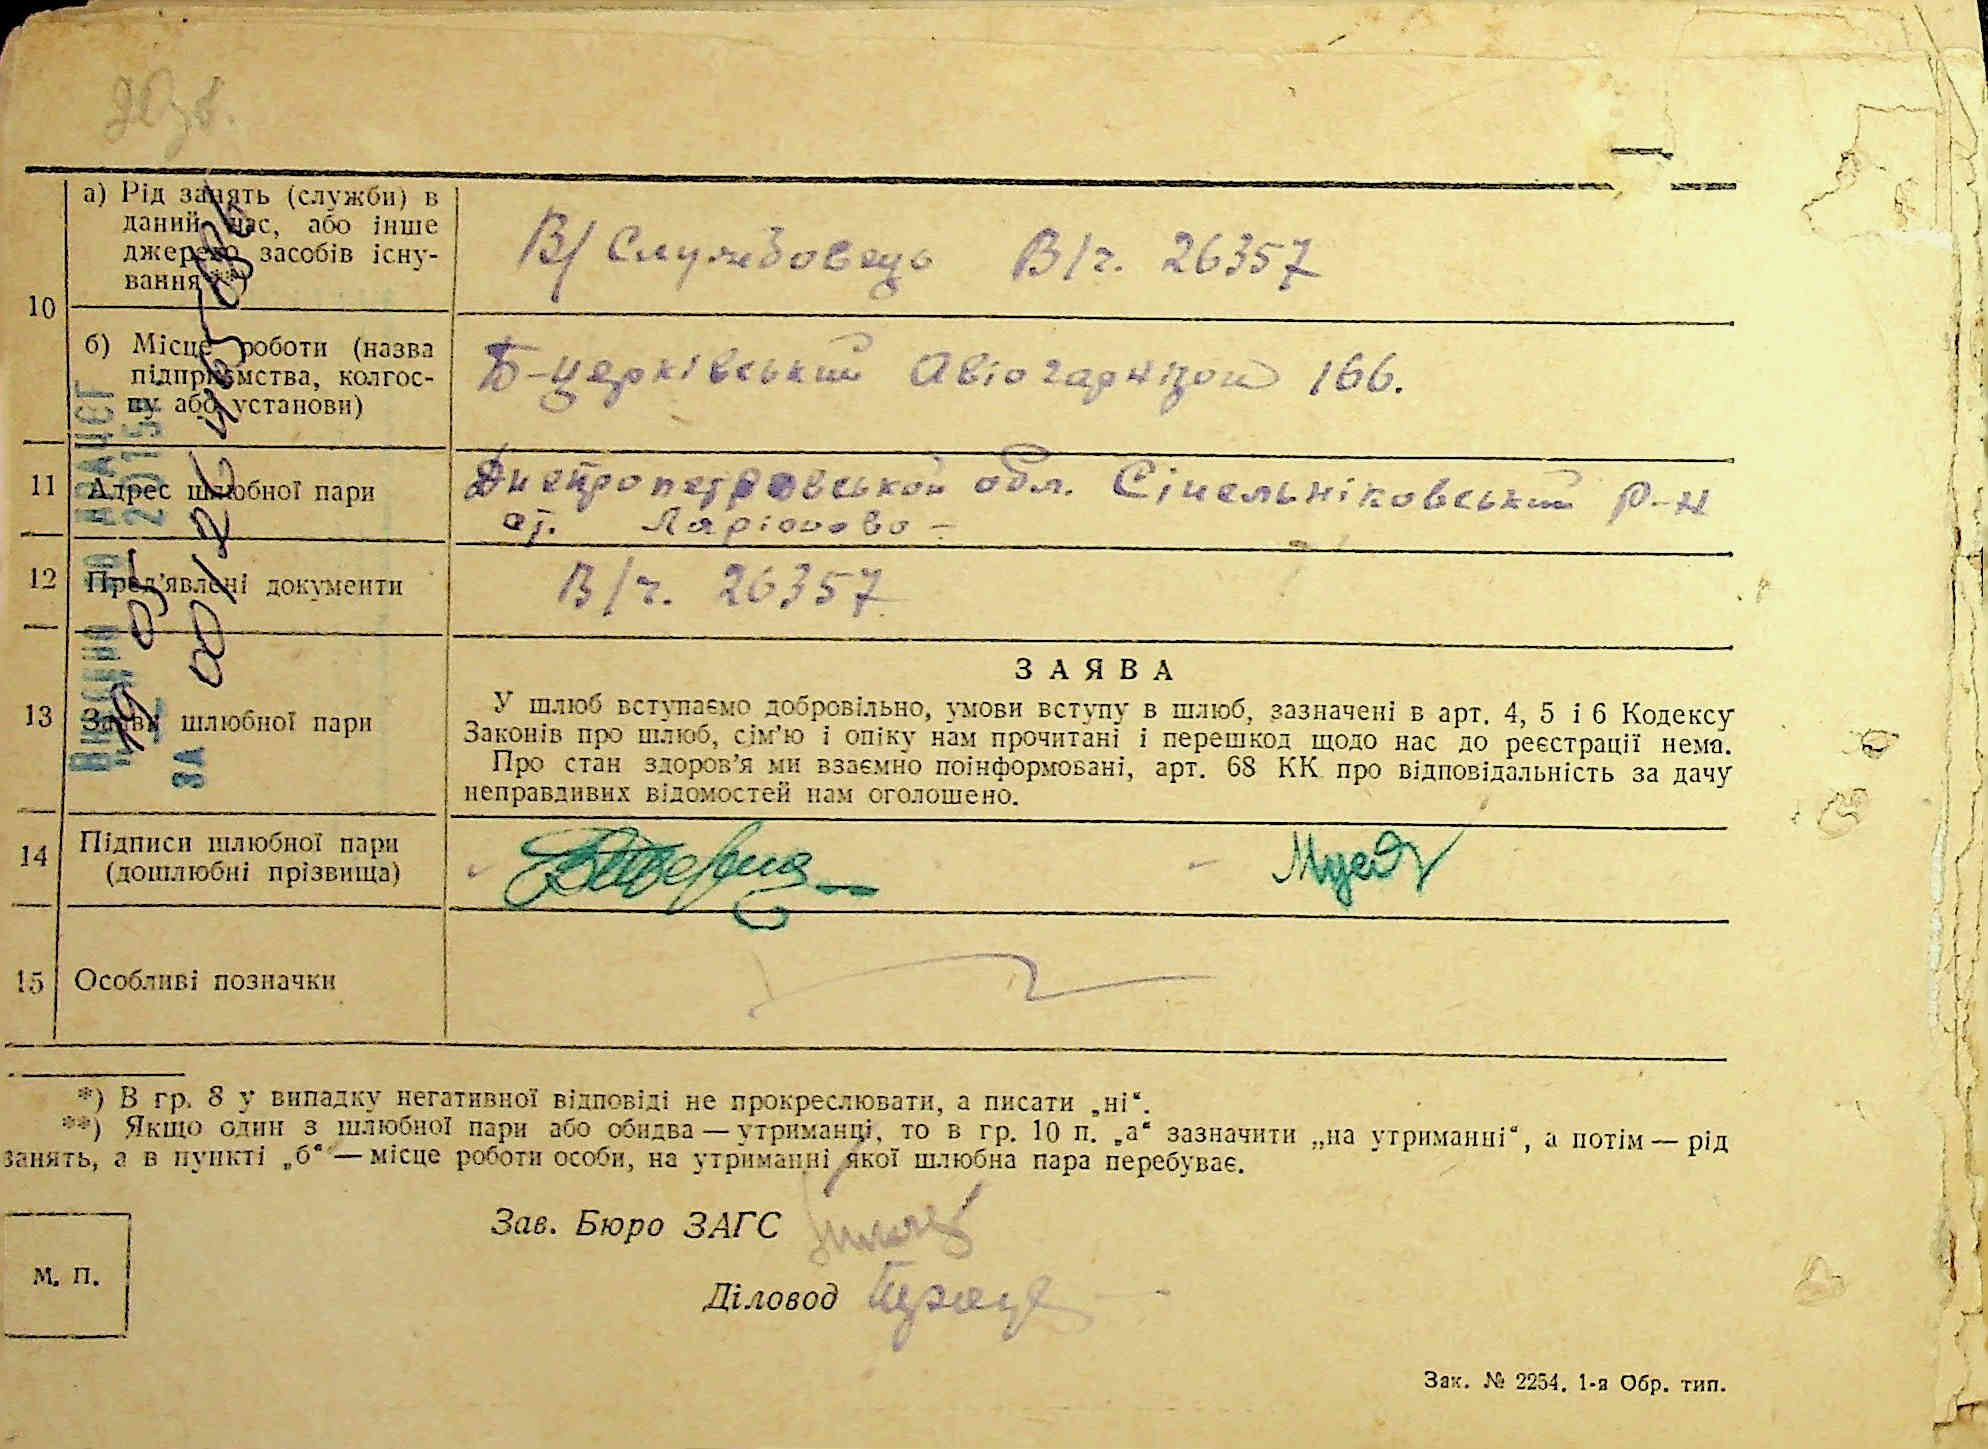 а) Рід занять (служби) в
даний час, або інше
джерело засобів існу-
вання **)
В/Службовець В/ч. 26357
10
б) Місце роботи (назва
підприємства, колгос-
пу або установи)
Б-церківський Авіогарнізон 166.
11 Адрес шлюбної пари
Днепропетровськой обл. Сінельніковський р-н
ст. Ларіоново -
12 Пред’явлені документи
В/ч. 26357
13 Заяви шлюбної пари
ЗАЯВА
У шлюб вступаємо добровільно, умови вступу в шлюб, зазначені в арт. 4, 5 і 6 Кодексу
Законів про шлюб, сім’ю і опіку нам прочитані і перешкод щодо нас до реєстрації нема.
Про стан здоров’я ми взаємно поінформовані, арт. 68 КК про відповідальність за дачу
неправдивих відомостей нам оголошено.
14 Підписи шлюбної пари
(дошлюбні прізвища)
15 Особливі позначки
*) В гр. 8 у випадку негативної відповіді не прокреслювати, а писати „ні“.
**) Якщо один з шлюбної пари або обидва — утриманці, то в гр. 10 п. „а“ зазначити „на утриманні“, а потім — рід
занять, а в пункті „б“ — місце роботи особи, на утриманні якої шлюбна пара перебуває.
Зав. Бюро ЗАГС
Діловод
М. П.
Зак. № 2254. 1-я Обр. тип.